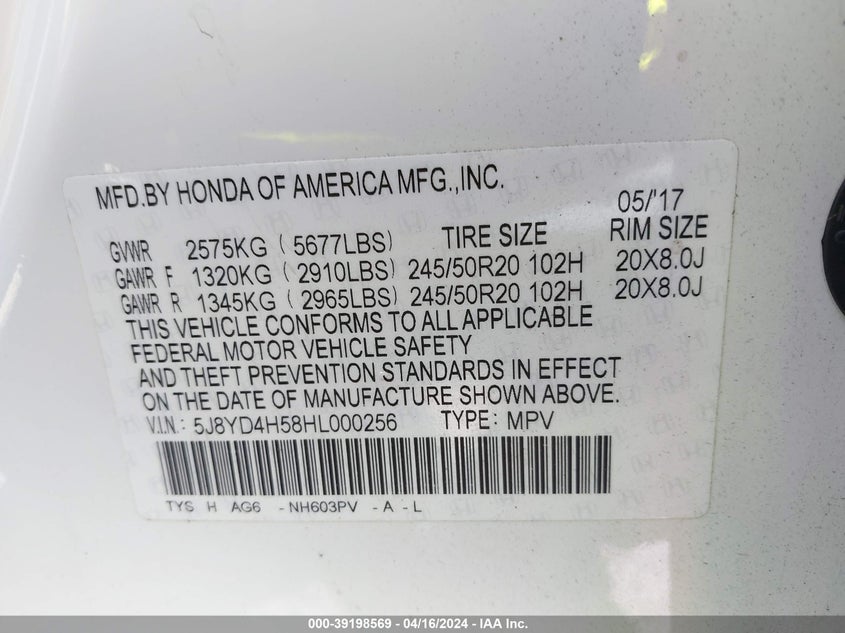 MFD.BY HONDA OF AMERICA MFG.,INC. 05/'17
GVWR 2575KG ( 5677LBS) TIRE SIZE RIM SIZE
GAWR F 1320KG ( 2910LBS) 245/50R20 102H 20X8.0J
GAWR R 1345KG ( 2965LBS) 245/50R20 102H 20X8.0J
THIS VEHICLE CONFORMS TO ALL APPLICABLE
FEDERAL MOTOR VEHICLE SAFETY
AND THEFT PREVENTION STANDARDS IN EFFECT
ON THE DATE OF MANUFACTURE SHOWN ABOVE.
V.I.N.: 5J8YD4H58HL000256 TYPE: MPV
TYS H AG6 - NH603PV - A - L
000-39198569 - 04/16/2024 - IAA Inc.